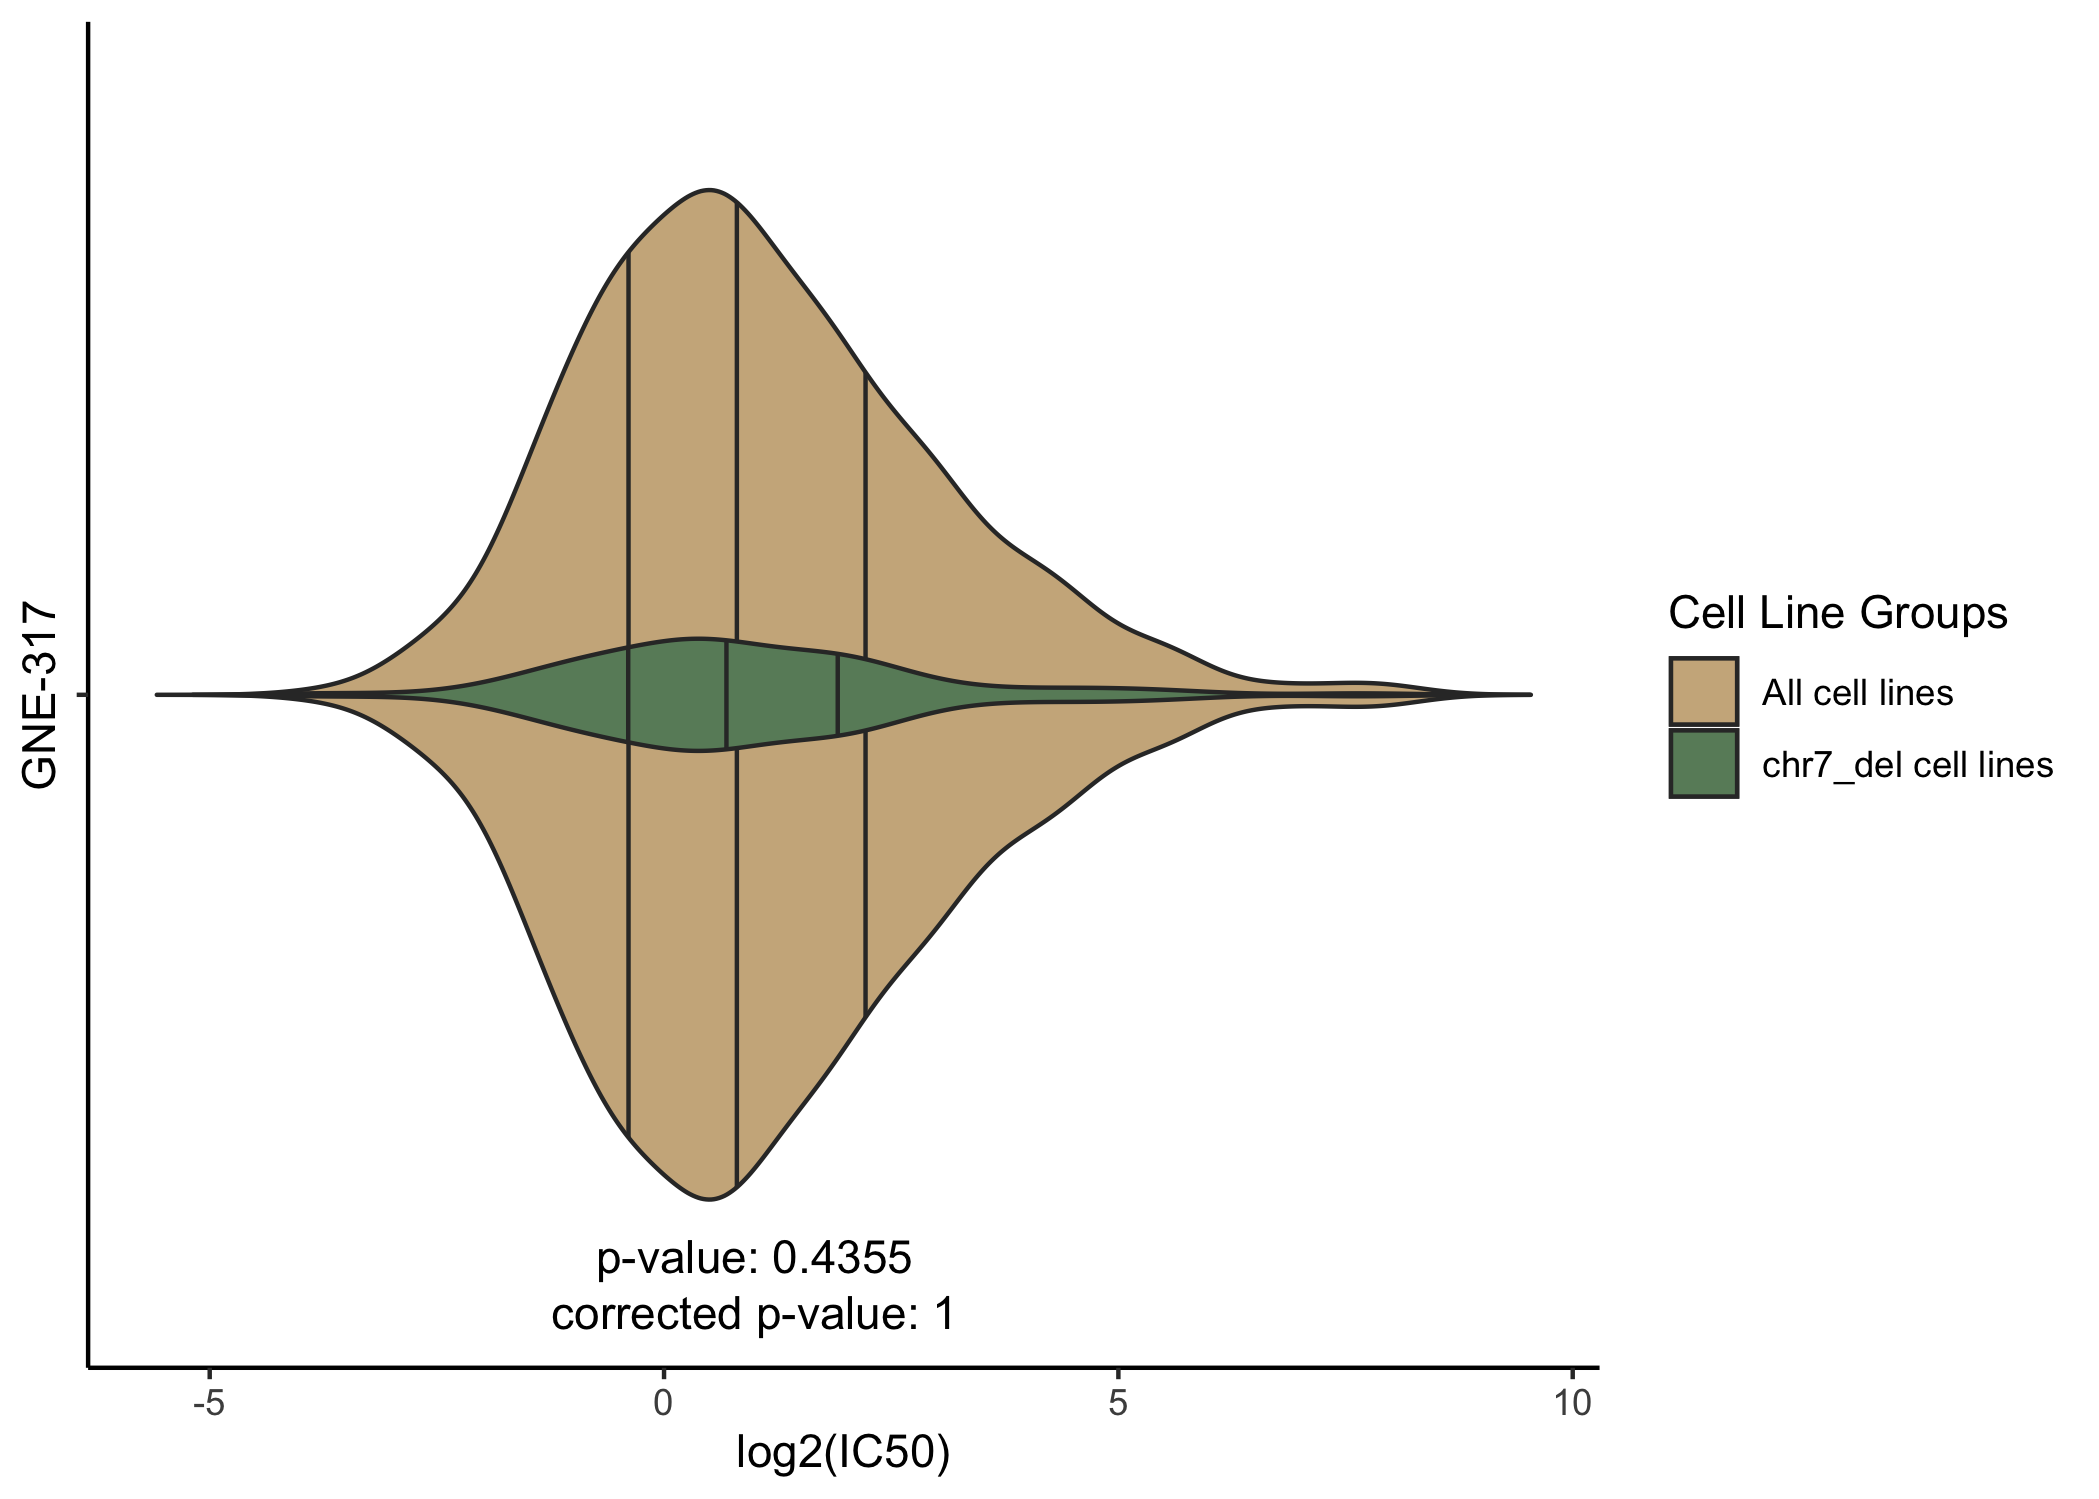 GNE-317
p-value: 0.4355
corrected p-value: 1
-5
0
5
10
log2(IC50)
Cell Line Groups
All cell lines
chr7_del cell lines